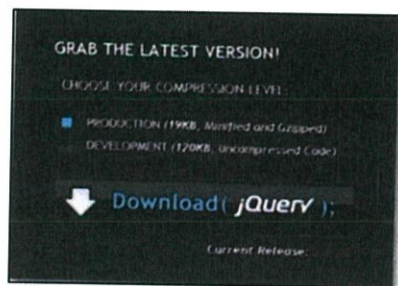 GRAB THE LATEST VERSION!
CHOOSE YOUR COMPRESSION LEVEL:
PRODUCTION (19KB, Minified and Gzipped)
DEVELOPMENT (120KB, Uncompressed Code)
Download( jQuery );
Current Release: